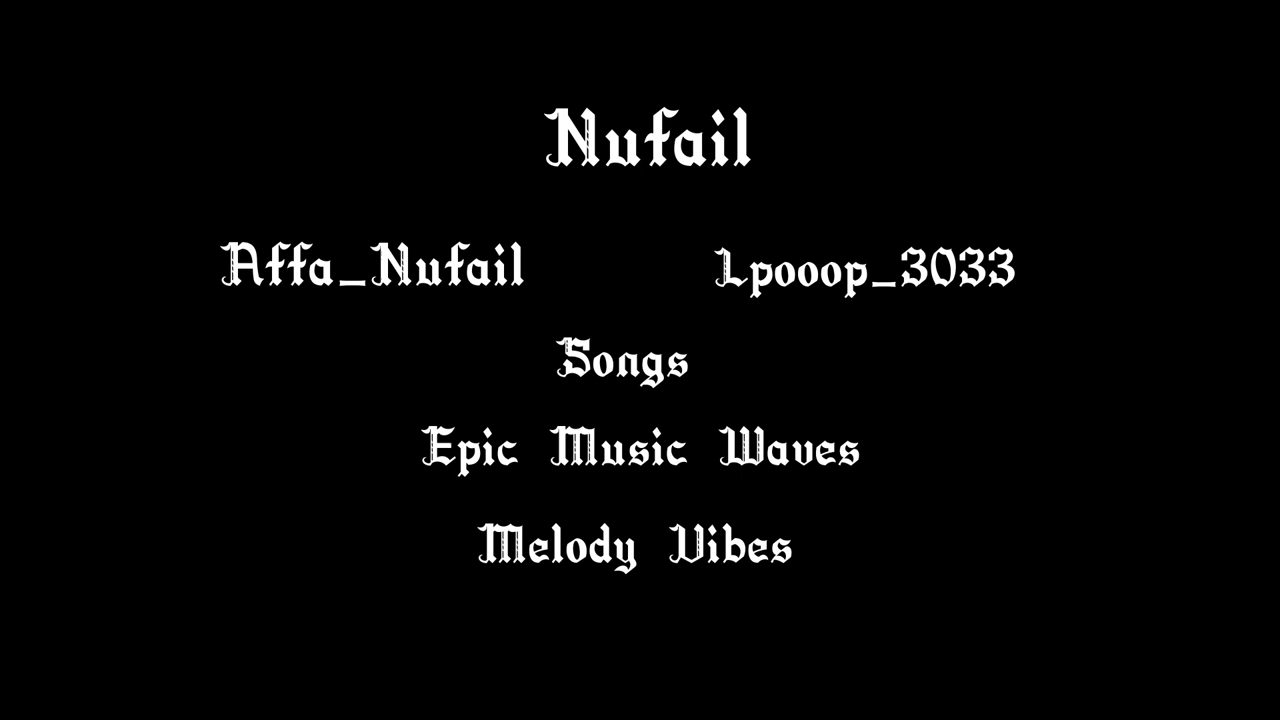 Nufail
Affa_Nufail Lpooop_3033
Songs
Epic Music Waves
Melody Vibes